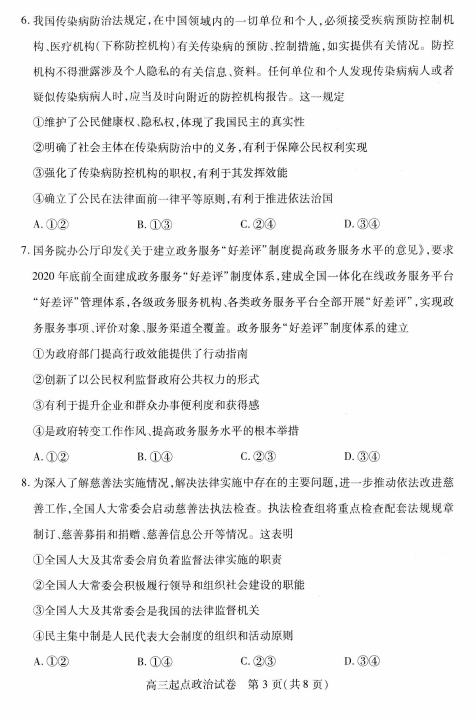 6. 我国传染病防治法规定，在中国领域内的一切单位和个人，必须接受疾病预防控制机
构、医疗机构（下称防控机构）有关传染病的预防、控制措施，如实提供有关情况。防控
机构不得泄露涉及个人隐私的有关信息、资料。任何单位和个人发现传染病病人或者
疑似传染病病人时，应当及时向附近的防控机构报告。这一规定
①维护了公民健康权、隐私权，体现了我国民主的真实性
②明确了社会主体在传染病防治中的义务，有利于保障公民权利实现
③强化了传染病防控机构的职权，有利于其发挥效能
④确立了公民在法律面前一律平等原则，有利于推进依法治国
A. ①② B. ①③ C. ②④ D. ③④
7. 国务院办公厅印发《关于建立政务服务“好差评”制度提高政务服务水平的意见》，要求
2020 年底前全面建成政务服务“好差评”制度体系，建成全国一体化在线政务服务平台
“好差评”管理体系，各级政务服务机构、各类政务服务平台全部开展“好差评”，实现政
务服务事项、评价对象、服务渠道全覆盖。政务服务“好差评”制度体系的建立
①为政府部门提高行政效能提供了行动指南
②创新了以公民权利监督政府公共权力的形式
③有利于提升企业和群众办事便利度和获得感
④是政府转变工作作风、提高政务服务水平的根本举措
A. ①② B. ①④ C. ②③ D. ③④
8. 为深入了解慈善法实施情况，解决法律实施中存在的主要问题，进一步推动依法改进慈
善工作，全国人大常委会启动慈善法执法检查。执法检查组将重点检查配套法规规章
制订、慈善募捐和捐赠、慈善信息公开等情况。这表明
①全国人大及其常委会肩负着监督法律实施的职责
②全国人大常委会积极履行领导和组织社会建设的职能
③全国人大及其常委会是我国的法律监督机关
④民主集中制是人民代表大会制度的组织和活动原则
A. ①② B. ①④ C. ②③ D. ③④
高三起点政治试卷 第 3 页（共 8 页）